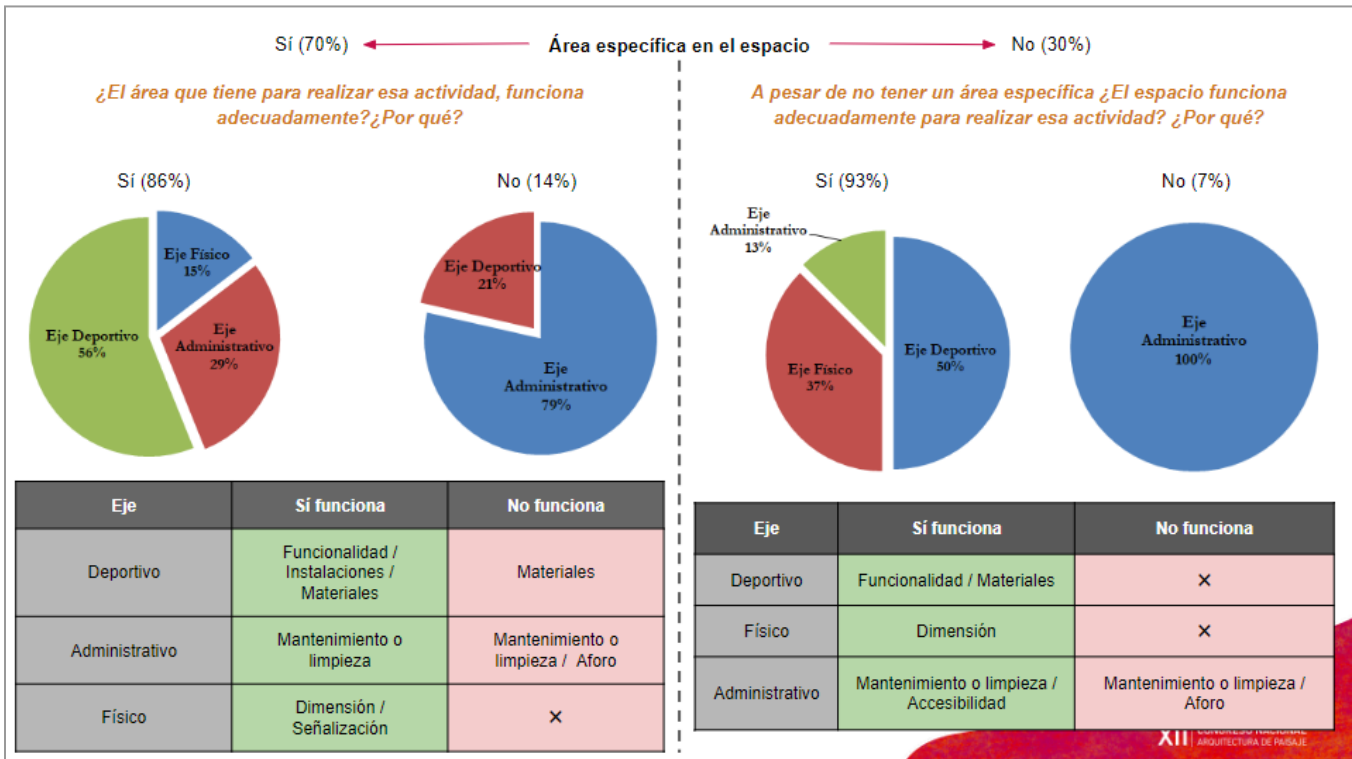 Sí (70%) Área específica en el espacio No (30%)
¿El área que tiene para realizar esa actividad, funciona
adecuadamente?¿Por qué?
Sí (86%) No (14%)
Eje Físico
15%
Eje
Administrativo
29%
Eje Deportivo
56%
Eje Deportivo
21%
Eje
Administrativo
79%
Eje Sí funciona No funciona
Deportivo
Funcionalidad /
Instalaciones /
Materiales
Materiales
Administrativo
Mantenimiento o
limpieza
Mantenimiento o
limpieza / Aforo
Físico
Dimensión /
Señalización
×
A pesar de no tener un área específica ¿El espacio funciona
adecuadamente para realizar esa actividad? ¿Por qué?
Sí (93%) No (7%)
Eje
Administrativo
13%
Eje Físico
37%
Eje Deportivo
50%
Eje
Administrativo
100%
Eje Sí funciona No funciona
Deportivo Funcionalidad / Materiales ×
Físico Dimensión ×
Administrativo
Mantenimiento o limpieza /
Accesibilidad
Mantenimiento o limpieza /
Aforo
XII CONGRESO NACIONAL
ARQUITECTURA DE PAISAJE